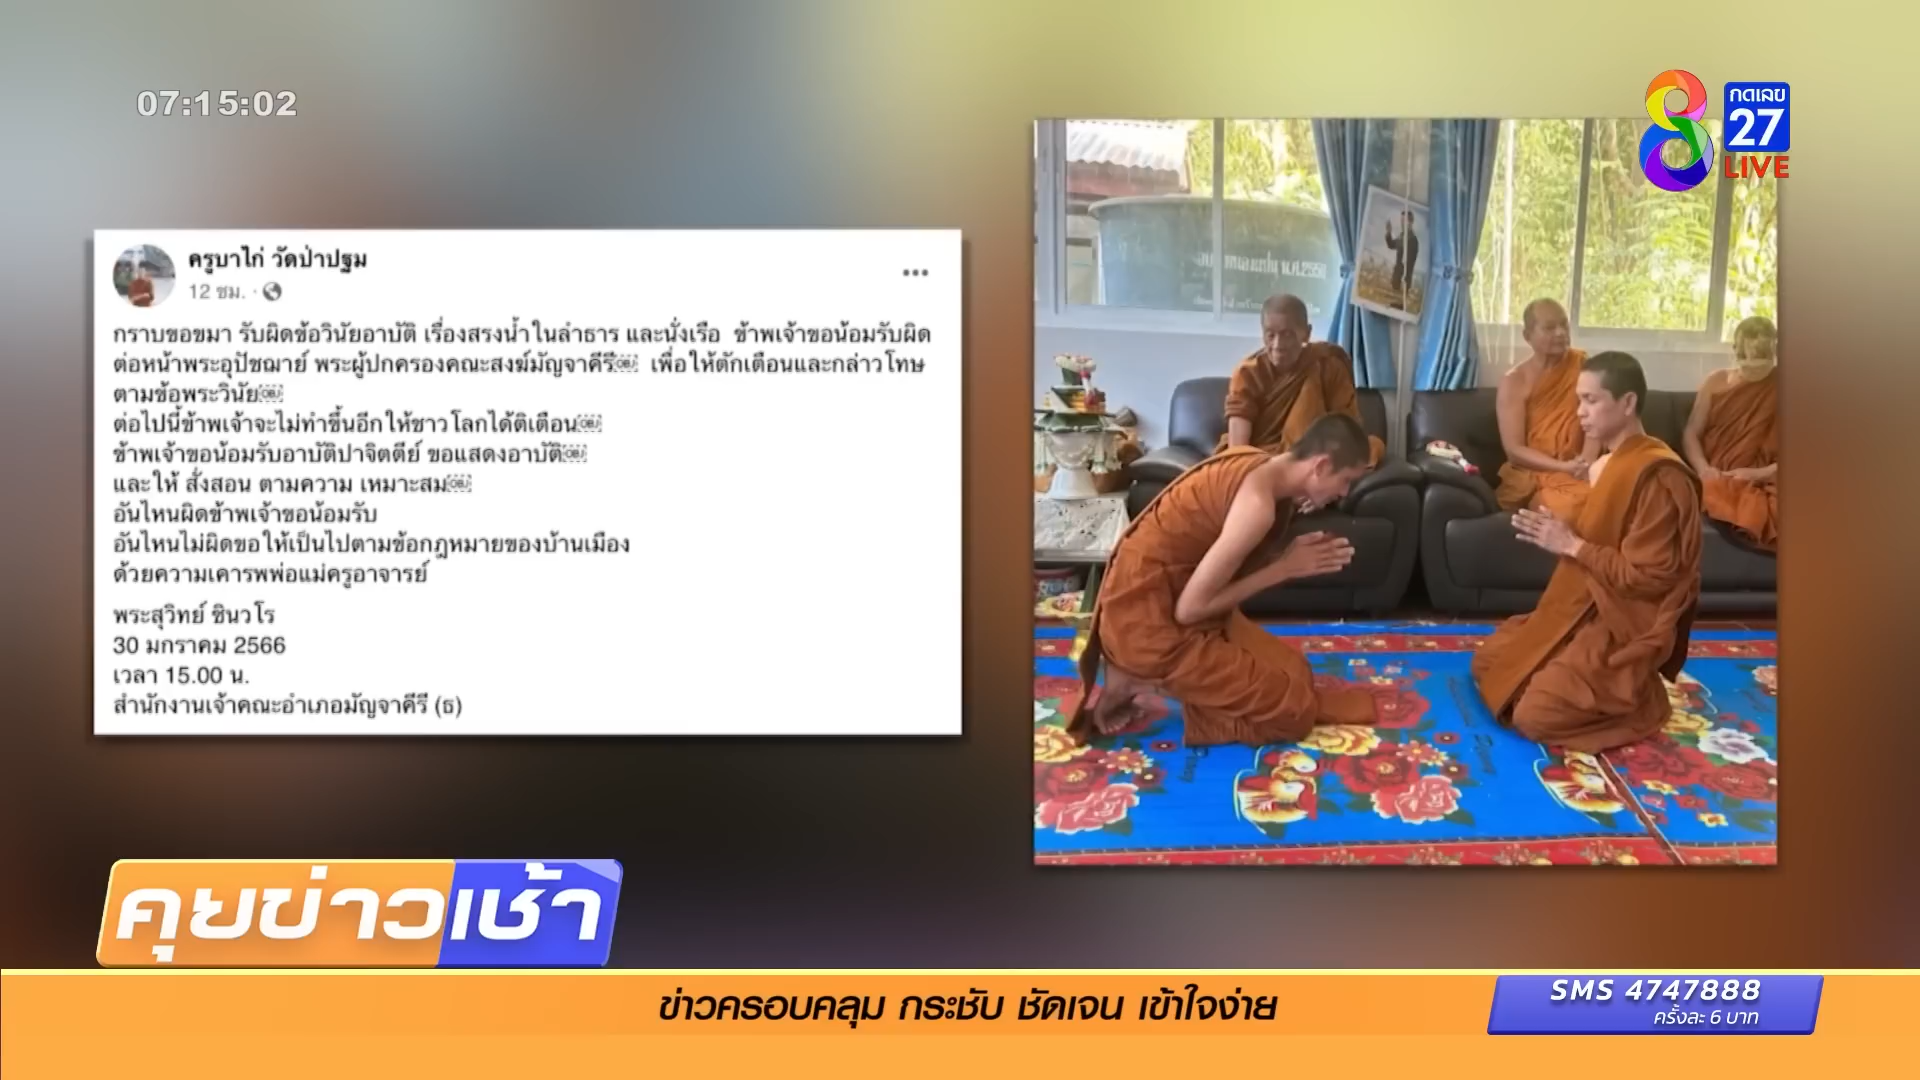 07:15:02
กดเลข
27
LIVE
ครูบาไก่ วัดป่าปฐม
12 ชม. ·
กราบขอขมา รับผิดข้อวินัยอาบัติ เรื่องสรงน้ำในลำธาร และนั่งเรือ ข้าพเจ้าขอน้อมรับผิด
ต่อหน้าพระอุปัชฌาย์ พระผู้ปกครองคณะสงฆ์มัญจาคีรี￼ เพื่อให้ตักเตือนและกล่าวโทษ
ตามข้อพระวินัย￼
ต่อไปนี้ข้าพเจ้าจะไม่ทำขึ้นอีกให้ชาวโลกได้ติเตือน￼
ข้าพเจ้าขอน้อมรับอาบัติปาจิตตีย์ ขอแสดงอาบัติ￼
และให้ สั่งสอน ตามความ เหมาะสม￼
อันไหนผิดข้าพเจ้าขอน้อมรับ
อันไหนไม่ผิดขอให้เป็นไปตามข้อกฎหมายของบ้านเมือง
ด้วยความเคารพพ่อแม่ครูอาจารย์
พระสุวิทย์ ชินวโร
30 มกราคม 2566
เวลา 15.00 น.
สำนักงานเจ้าคณะอำเภอมัญจาคีรี (ธ)
คุยข่าวเช้า
ข่าวครอบคลุม กระชับ ชัดเจน เข้าใจง่าย
SMS 4747888
ครั้งละ 6 บาท